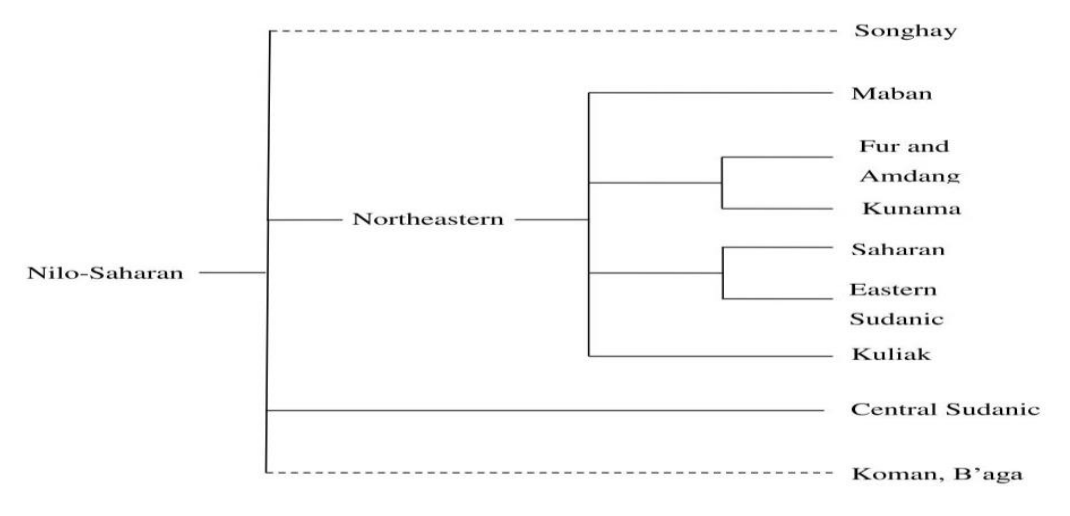 Songhay
Maban
Fur and
Amdang
Kunama
Northeastern
Saharan
Nilo-Saharan
Eastern
Sudanic
Kuliak
Central Sudanic
Koman, B’aga